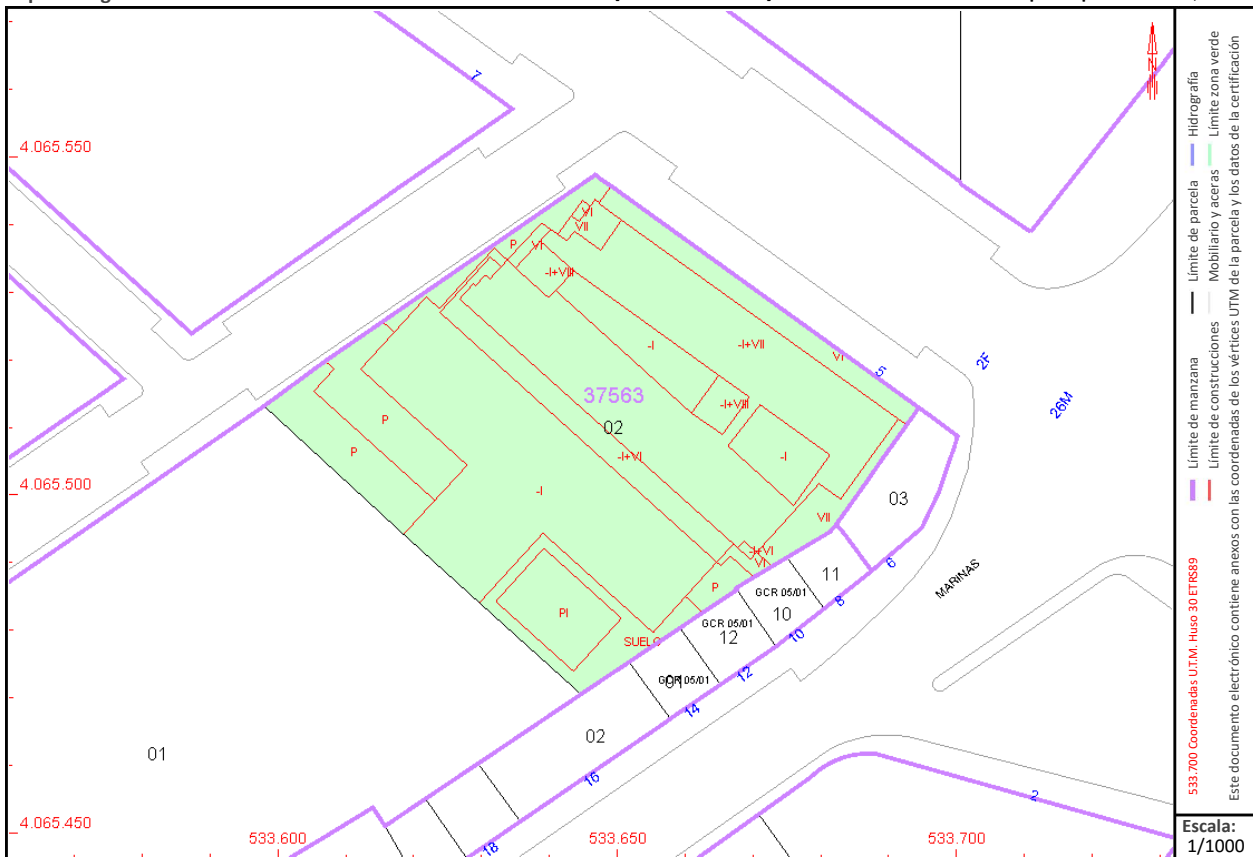 7
4.065.550
VI
VII
P
VI
-I+VIII
-I
-I+VII
VI
5
2F
26M
37563
02
-I+VIII
P
P
-I+VI
-I
-I
4.065.500
03
VII
-I+VI
VI
11
6
MARINAS
P
GCR 05/01
10
8
PI
GCR 05/01
12
10
SUELO
GCR 05/01
01
12
14
02
01
16
2
4.065.450
533.600
533.650
533.700
18
N
Hidrografía
Límite zona verde
Límite de parcela
Mobiliario y aceras
Límite de manzana
Límite de construcciones
533.700 Coordenadas U.T.M. Huso 30 ETRS89
Este documento electrónico contiene anexos con las coordenadas de los vértices UTM de la parcela y los datos de la certificación
Escala:
1/1000